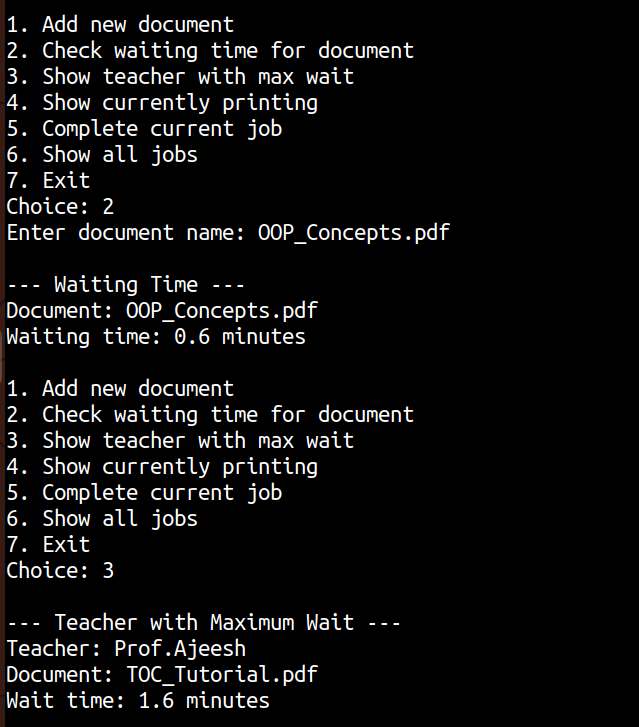 1. Add new document
2. Check waiting time for document
3. Show teacher with max wait
4. Show currently printing
5. Complete current job
6. Show all jobs
7. Exit
Choice: 2
Enter document name: OOP_Concepts.pdf

--- Waiting Time ---
Document: OOP_Concepts.pdf
Waiting time: 0.6 minutes

1. Add new document
2. Check waiting time for document
3. Show teacher with max wait
4. Show currently printing
5. Complete current job
6. Show all jobs
7. Exit
Choice: 3

--- Teacher with Maximum Wait ---
Teacher: Prof.Ajeesh
Document: TOC_Tutorial.pdf
Wait time: 1.6 minutes